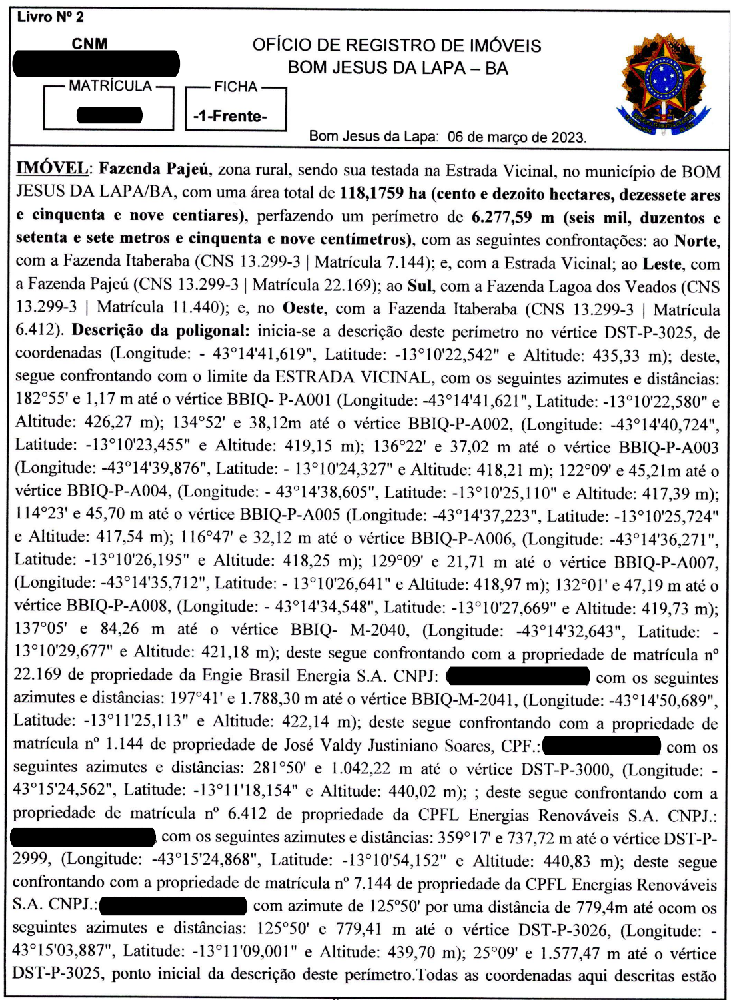 Livro Nº 2
CNM
OFÍCIO DE REGISTRO DE IMÓVEIS
BOM JESUS DA LAPA – BA
MATRÍCULA
FICHA
-1-Frente-
Bom Jesus da Lapa: 06 de março de 2023.
IMÓVEL: Fazenda Pajeú, zona rural, sendo sua testada na Estrada Vicinal, no município de BOM
JESUS DA LAPA/BA, com uma área total de 118,1759 ha (cento e dezoito hectares, dezessete ares
e cinquenta e nove centiares), perfazendo um perímetro de 6.277,59 m (seis mil, duzentos e
setenta e sete metros e cinquenta e nove centímetros), com as seguintes confrontações: ao Norte,
com a Fazenda Itaberaba (CNS 13.299-3 | Matrícula 7.144); e, com a Estrada Vicinal; ao Leste, com
a Fazenda Pajeú (CNS 13.299-3 | Matrícula 22.169); ao Sul, com a Fazenda Lagoa dos Veados (CNS
13.299-3 | Matrícula 11.440); e, no Oeste, com a Fazenda Itaberaba (CNS 13.299-3 | Matrícula
6.412). Descrição da poligonal: inicia-se a descrição deste perímetro no vértice DST-P-3025, de
coordenadas (Longitude: - 43°14'41,619", Latitude: -13°10'22,542" e Altitude: 435,33 m); deste,
segue confrontando com o limite da ESTRADA VICINAL, com os seguintes azimutes e distâncias:
182°55' e 1,17 m até o vértice BBIQ- P-A001 (Longitude: -43°14'41,621", Latitude: -13°10'22,580" e
Altitude: 426,27 m); 134°52' e 38,12m até o vértice BBIQ-P-A002, (Longitude: -43°14'40,724",
Latitude: -13°10'23,455" e Altitude: 419,15 m); 136°22' e 37,02 m até o vértice BBIQ-P-A003
(Longitude: -43°14'39,876", Latitude: - 13°10'24,327" e Altitude: 418,21 m); 122°09' e 45,21m até o
vértice BBIQ-P-A004, (Longitude: - 43°14'38,605", Latitude: -13°10'25,110" e Altitude: 417,39 m);
114°23' e 45,70 m até o vértice BBIQ-P-A005 (Longitude: -43°14'37,223", Latitude: -13°10'25,724"
e Altitude: 417,54 m); 116°47' e 32,12 m até o vértice BBIQ-P-A006, (Longitude: -43°14'36,271",
Latitude: -13°10'26,195" e Altitude: 418,25 m); 129°09' e 21,71 m até o vértice BBIQ-P-A007,
(Longitude: -43°14'35,712", Latitude: - 13°10'26,641" e Altitude: 418,97 m); 132°01' e 47,19 m até o
vértice BBIQ-P-A008, (Longitude: - 43°14'34,548", Latitude: -13°10'27,669" e Altitude: 419,73 m);
137°05' e 84,26 m até o vértice BBIQ- M-2040, (Longitude: -43°14'32,643", Latitude: -
13°10'29,677" e Altitude: 421,18 m); deste segue confrontando com a propriedade de matrícula nº
22.169 de propriedade da Engie Brasil Energia S.A. CNPJ: com os seguintes
azimutes e distâncias: 197°41' e 1.788,30 m até o vértice BBIQ-M-2041, (Longitude: -43°14'50,689",
Latitude: -13°11'25,113" e Altitude: 422,14 m); deste segue confrontando com a propriedade de
matrícula nº 1.144 de propriedade de José Valdy Justiniano Soares, CPF.: com os
seguintes azimutes e distâncias: 281°50' e 1.042,22 m até o vértice DST-P-3000, (Longitude: -
43°15'24,562", Latitude: -13°11'18,154" e Altitude: 440,02 m); ; deste segue confrontando com a
propriedade de matrícula nº 6.412 de propriedade da CPFL Energias Renováveis S.A. CNPJ.:
, com os seguintes azimutes e distâncias: 359°17' e 737,72 m até o vértice DST-P-
2999, (Longitude: -43°15'24,868", Latitude: -13°10'54,152" e Altitude: 440,83 m); deste segue
confrontando com a propriedade de matrícula nº 7.144 de propriedade da CPFL Energias Renováveis
S.A. CNPJ.: com azimute de 125º50' por uma distância de 779,4m até ocom os
seguintes azimutes e distâncias: 125°50' e 779,41 m até o vértice DST-P-3026, (Longitude: -
43°15'03,887", Latitude: -13°11'09,001" e Altitude: 439,70 m); 25°09' e 1.577,47 m até o vértice
DST-P-3025, ponto inicial da descrição deste perímetro.Todas as coordenadas aqui descritas estão